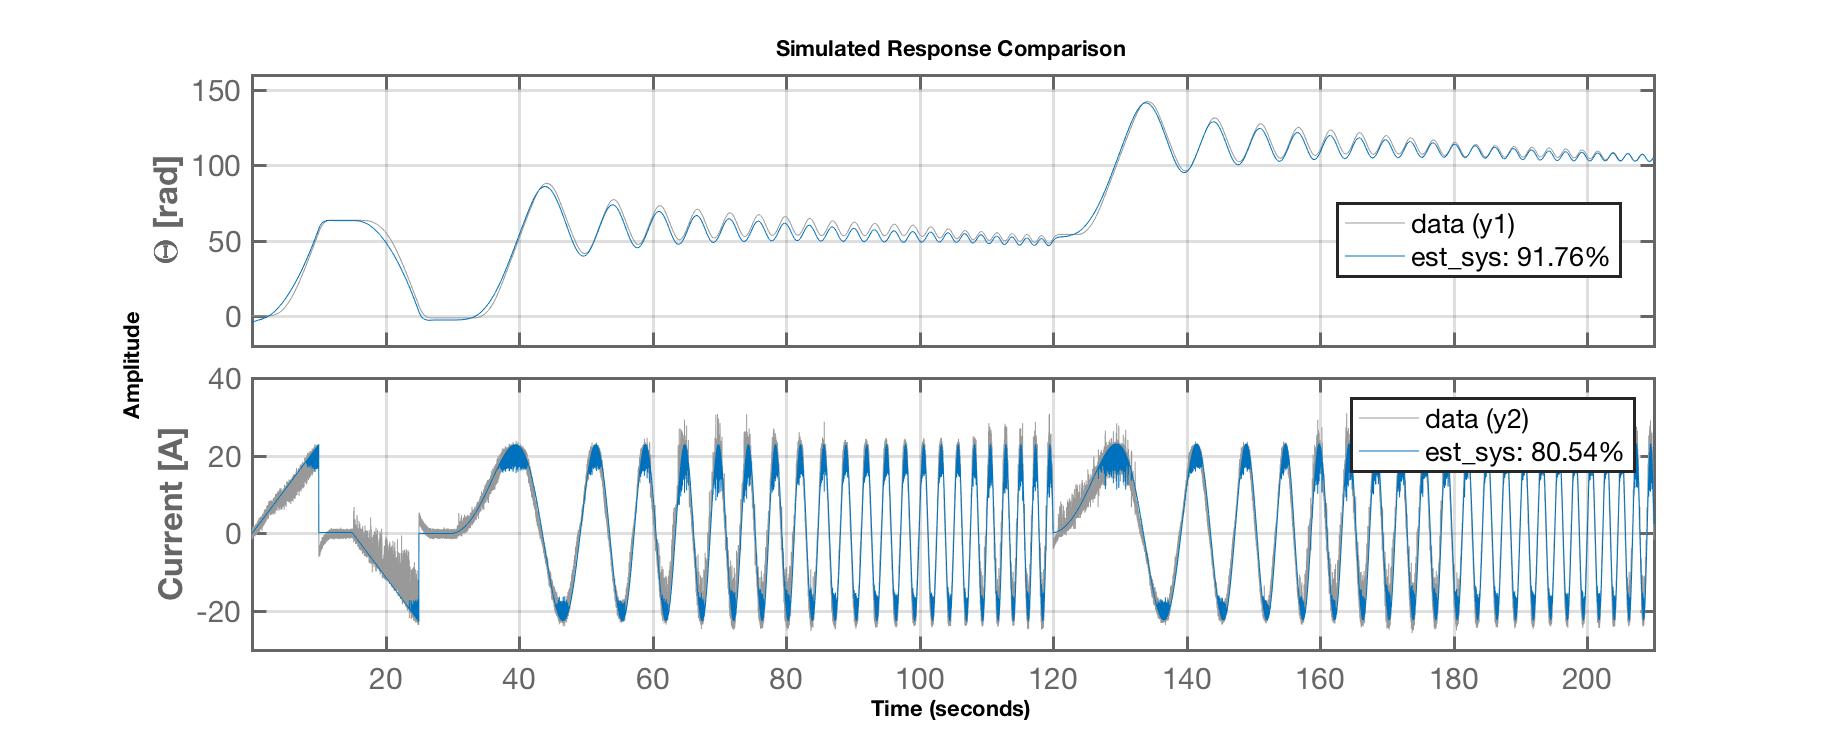 Simulated Response Comparison
150
100
50
0
Θ [rad]
data (y1)
est_sys: 91.76%
Amplitude
40
20
0
-20
Current [A]
data (y2)
est_sys: 80.54%
20 40 60 80 100 120 140 160 180 200
Time (seconds)